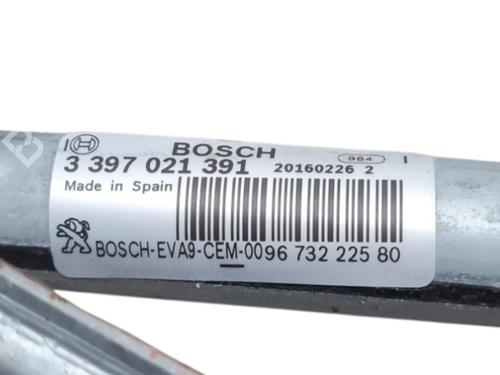 BOSCH
964
3 397 021 391
20160226 2
Made in Spain
BOSCH-EVA9-CEM-0096 732 225 80